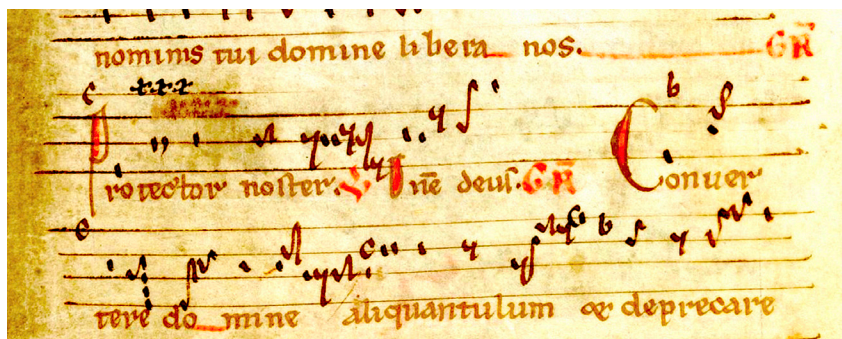 nominis tui domine libera nos. GR̄
Protector noster. V Dn̄e deus. GR̄ Conuer
tere domine aliquantulum & deprecare